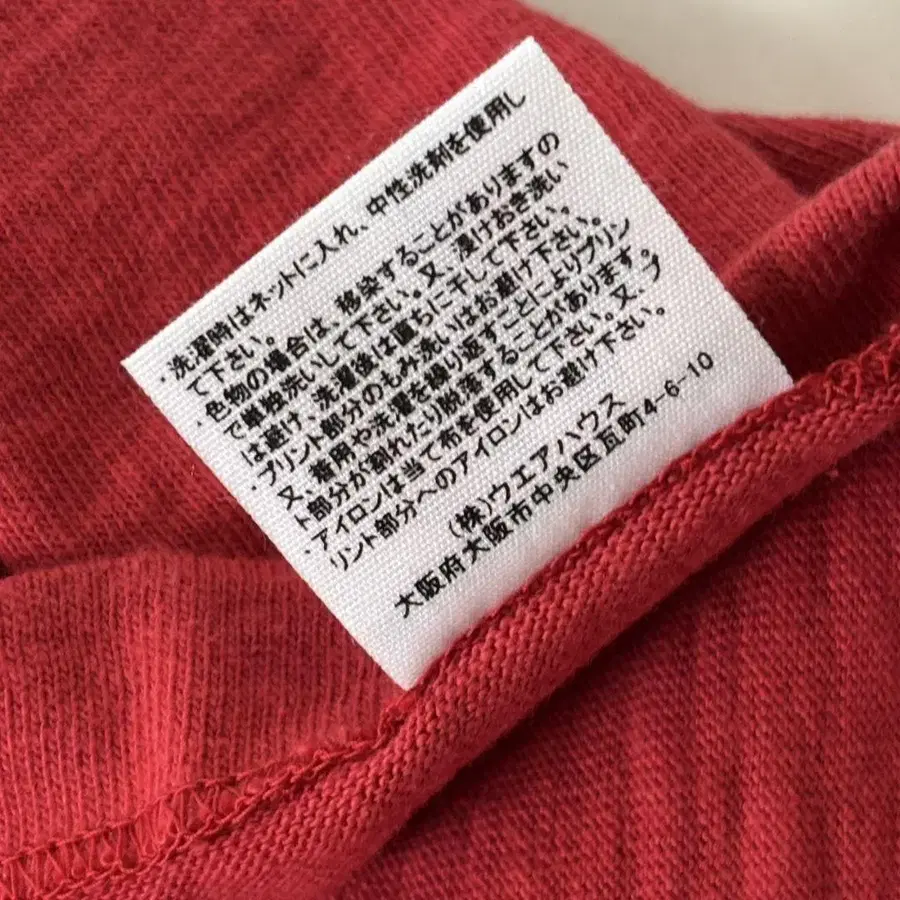 ・洗濯時はネットに入れ、中性洗剤を使用し
て下さい。
色物の場合は、移染することがありますの
で単独洗いして下さい。又、浸けおき洗い
は避け、洗濯後は直ちに干して下さい。
・プリント部分のもみ洗いはお避け下さい。
又、着用や洗濯を繰り返すことによりプリン
ト部分が割れたり脱落することがあります。
・アイロンは当て布を使用して下さい。又、プ
リント部分へのアイロンはお避け下さい。
(株)ウエアハウス
大阪府大阪市中央区瓦町4-6-10